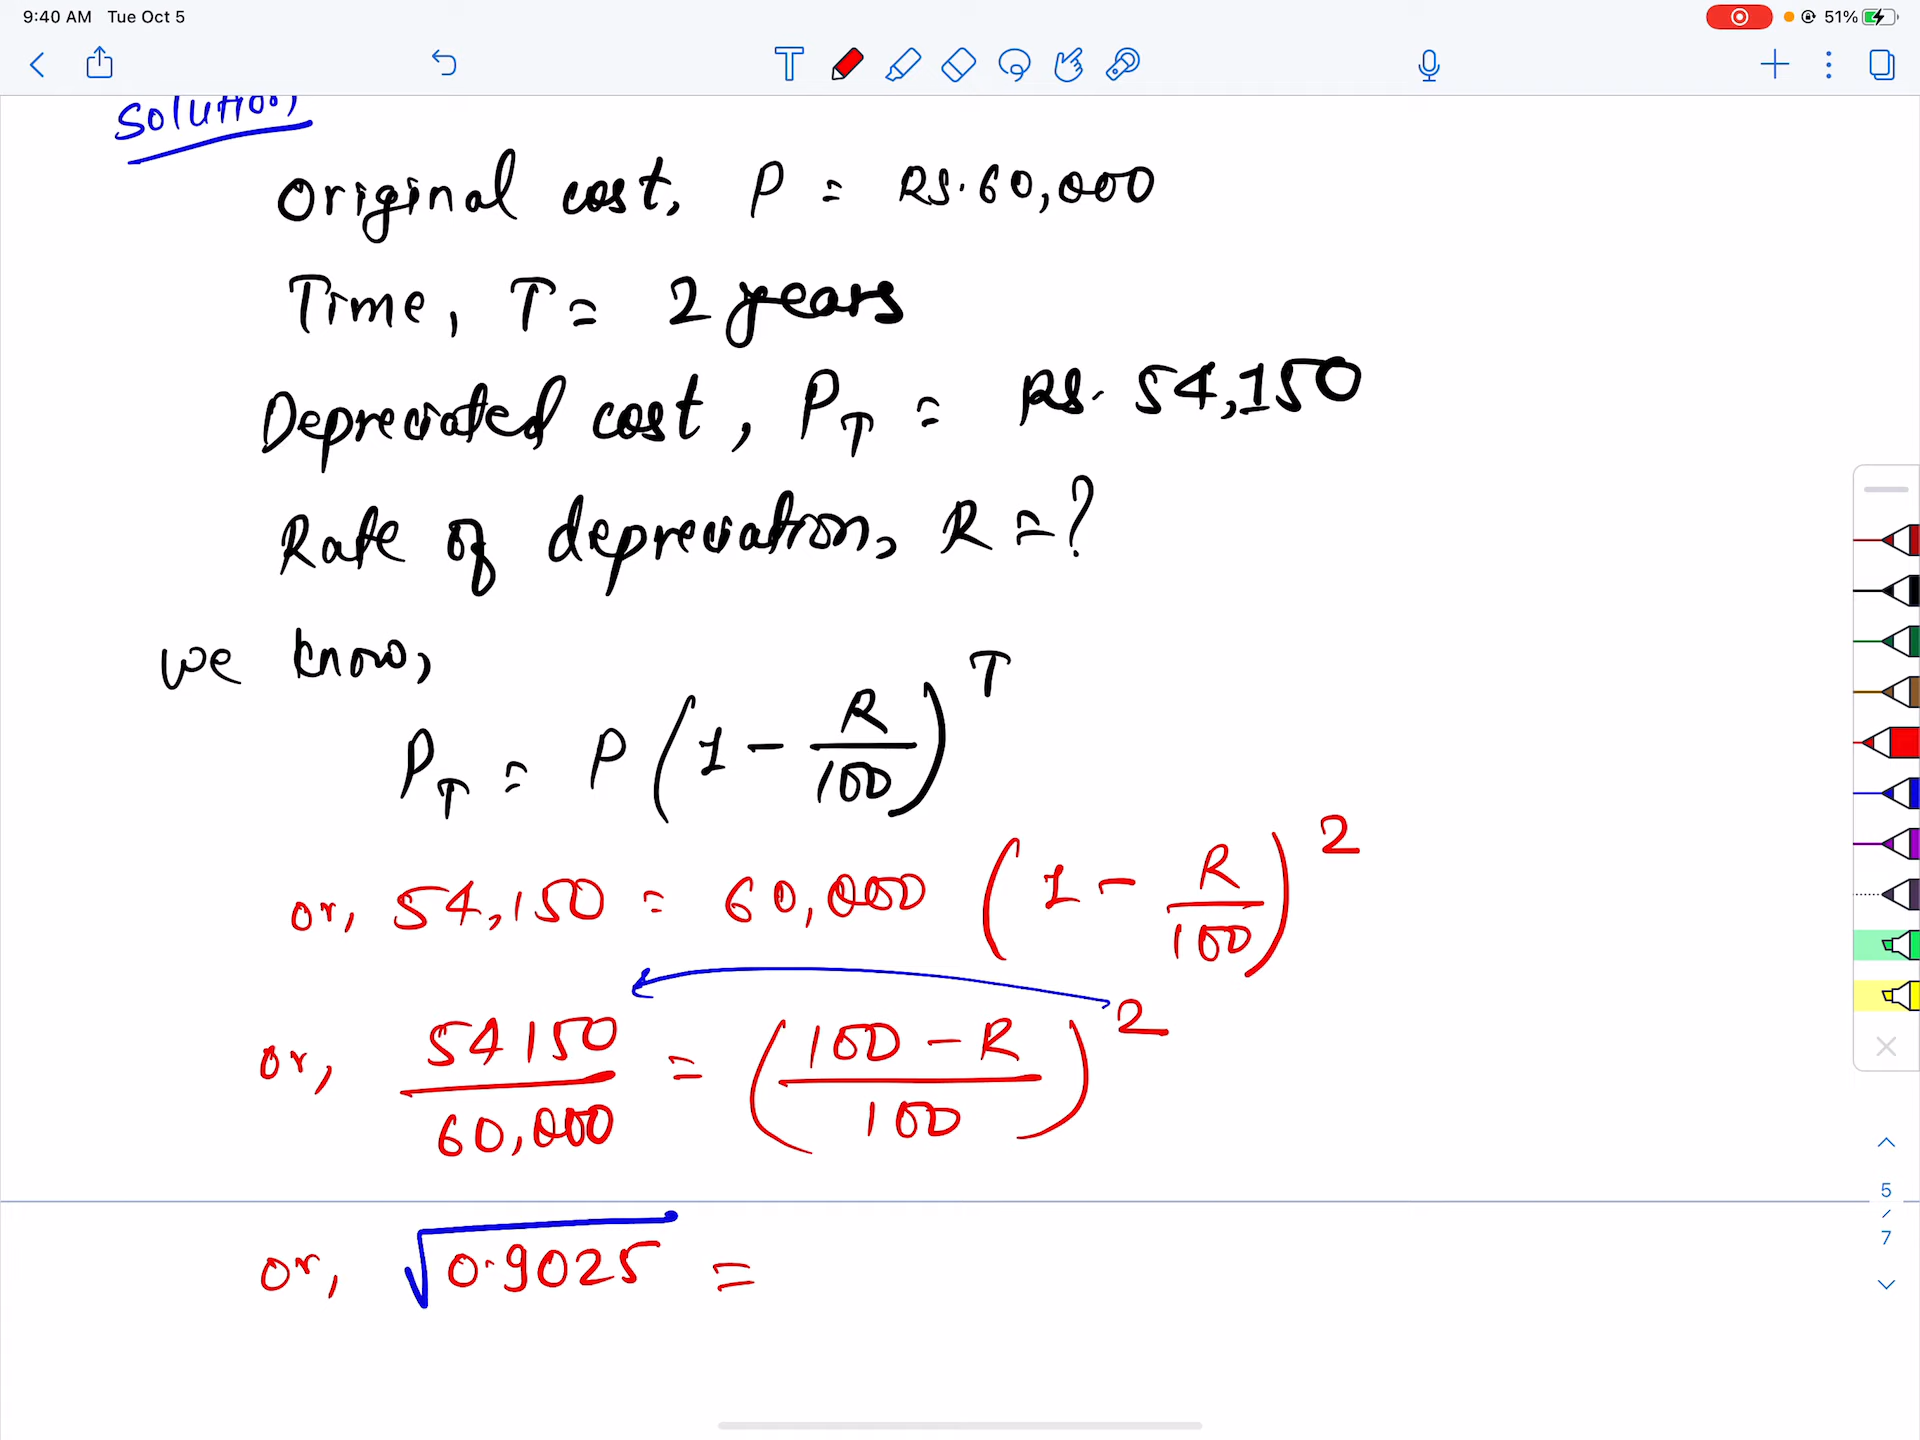 9:40 AM Tue Oct 5
51%
T
Solution,
Original cost, P = RS. 60,000
Time, T = 2 years
Depreciated cost, P_T = RS. 54,150
Rate of depreciation, R = ?
we know,
P_T = P (1 - R/100)^T
or, 54,150 = 60,000 (1 - R/100)^2
or, 54150/60,000 = (100 - R/100)^2
or, √0.9025 =
5/7